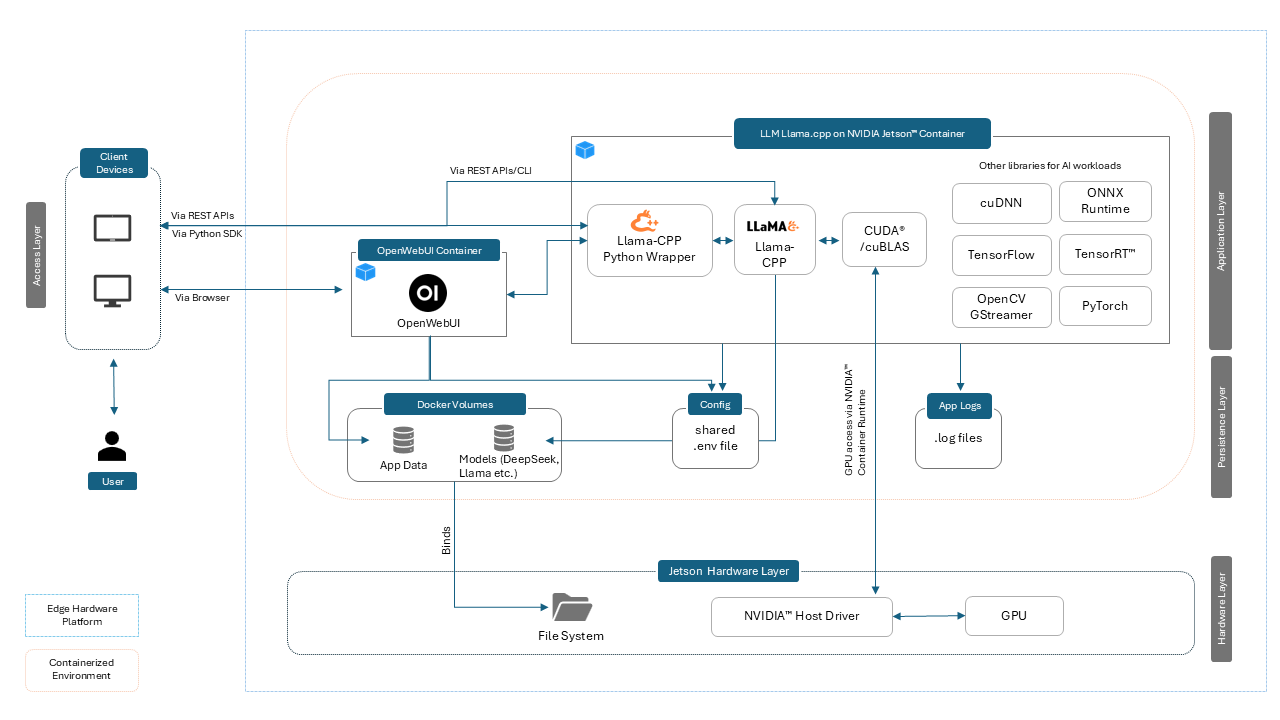 LLM Llama.cpp on NVIDIA Jetson™ Container
Client
Devices
Via REST APIs/CLI
Other libraries for AI workloads
cuDNN
ONNX
Runtime
TensorFlow
TensorRT™
OpenCV
GStreamer
PyTorch
Access Layer
Via REST APIs
Via Python SDK
Via Browser
OpenWebUI Container
OI
OpenWebUI
Llama-CPP
Python Wrapper
LLaMA
Llama-
CPP
CUDA®
/cuBLAS
Application Layer
Docker Volumes
App Data
Models (DeepSeek,
Llama etc.)
Config
shared
.env file
GPU access via NVIDIA™
Container Runtime
App Logs
.log files
Persistence Layer
User
Binds
Jetson Hardware Layer
File System
NVIDIA™ Host Driver
GPU
Hardware Layer
Edge Hardware
Platform
Containerized
Environment